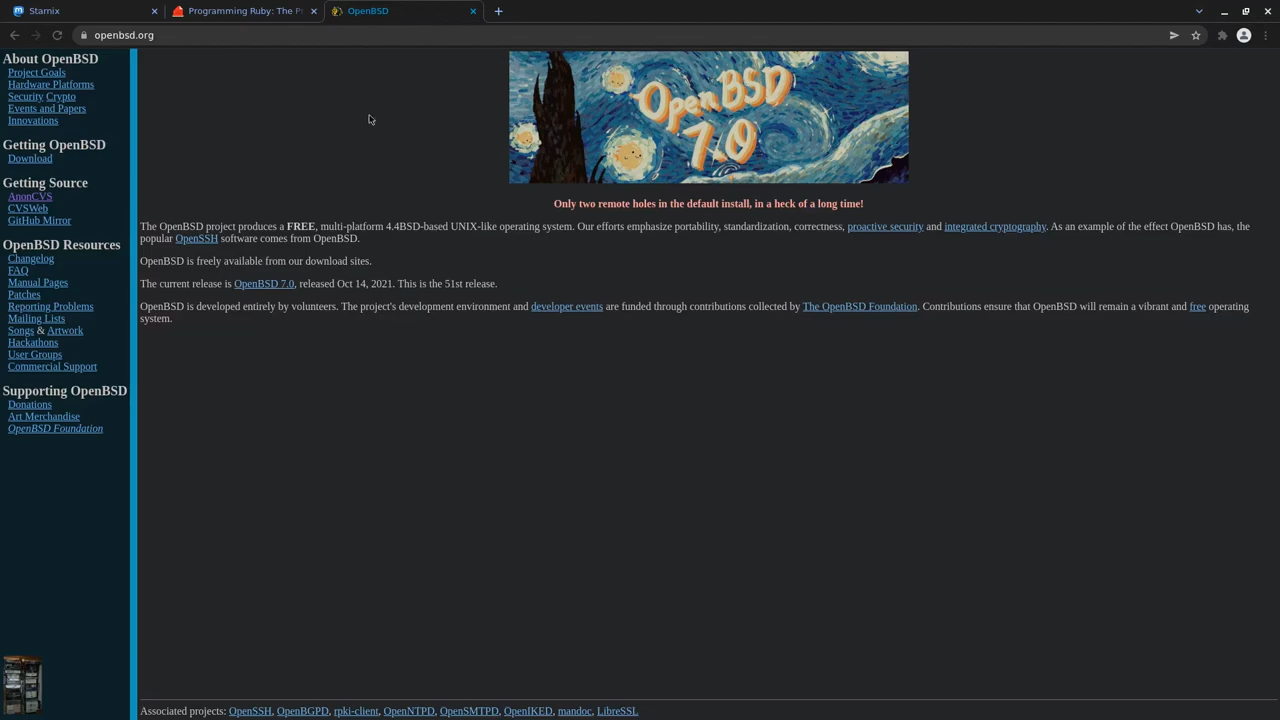 Starnix
Programming Ruby: The P
OpenBSD
openbsd.org
About OpenBSD
Project Goals
Hardware Platforms
Security Crypto
Events and Papers
Innovations
Getting OpenBSD
Download
Getting Source
AnonCVS
CVSWeb
GitHub Mirror
OpenBSD Resources
Changelog
FAQ
Manual Pages
Patches
Reporting Problems
Mailing Lists
Songs & Artwork
Hackathons
User Groups
Commercial Support
Supporting OpenBSD
Donations
Art Merchandise
OpenBSD Foundation
OpenBSD
7.0
Only two remote holes in the default install, in a heck of a long time!
The OpenBSD project produces a FREE, multi-platform 4.4BSD-based UNIX-like operating system. Our efforts emphasize portability, standardization, correctness, proactive security and integrated cryptography. As an example of the effect OpenBSD has, the
popular OpenSSH software comes from OpenBSD.
OpenBSD is freely available from our download sites.
The current release is OpenBSD 7.0, released Oct 14, 2021. This is the 51st release.
OpenBSD is developed entirely by volunteers. The project's development environment and developer events are funded through contributions collected by The OpenBSD Foundation. Contributions ensure that OpenBSD will remain a vibrant and free operating
system.
Associated projects: OpenSSH, OpenBGPD, rpki-client, OpenNTPD, OpenSMTPD, OpenIKED, mandoc, LibreSSL